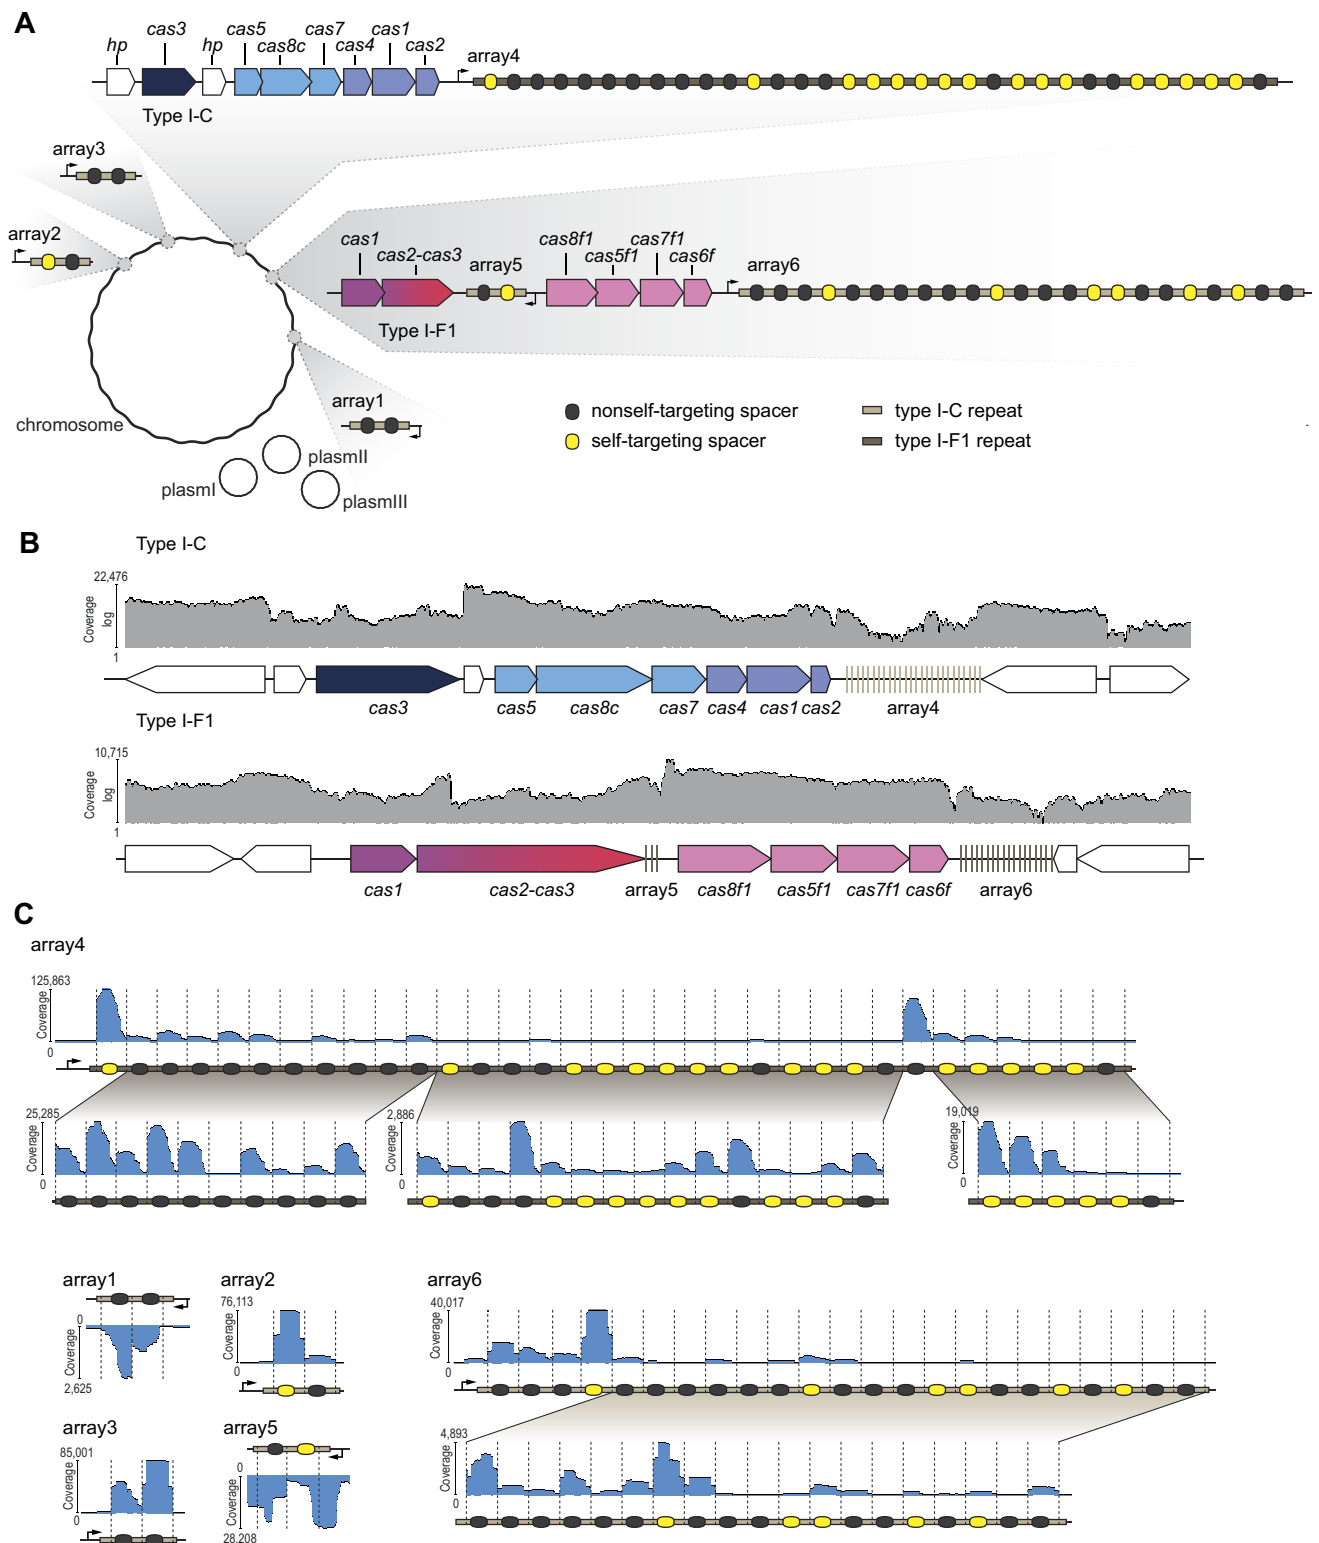 A
hp
cas3
hp
cas5
cas8c
cas7
cas4
cas1
cas2
array4
Type I-C
array3
array2
cas1
cas2-cas3
array5
cas8f1
cas5f1
cas7f1
cas6f
array6
Type I-F1
array1
chromosome
plasmI
plasmII
plasmIII
nonself-targeting spacer
self-targeting spacer
type I-C repeat
type I-F1 repeat
B
Type I-C
22,476
Coverage
log
1
cas3
cas5
cas8c
cas7
cas4
cas1
cas2
array4
Type I-F1
10,715
Coverage
log
1
cas1
cas2-cas3
array5
cas8f1
cas5f1
cas7f1
cas6f
array6
C
array4
125,863
Coverage
0
25,285
Coverage
0
2,886
Coverage
0
19,019
Coverage
0
array1
0
Coverage
2,625
array2
76,113
Coverage
0
array6
40,017
Coverage
0
array3
85,001
Coverage
0
array5
0
Coverage
28,208
4,893
Coverage
0